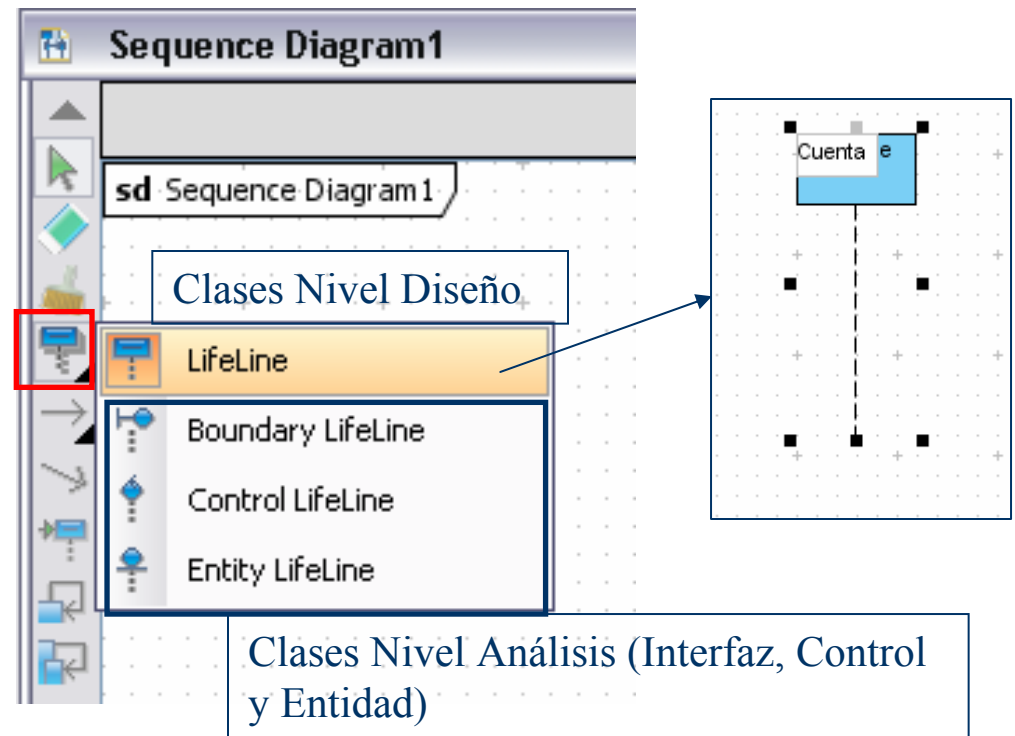 Sequence Diagram1
sd Sequence Diagram1
Cuenta e
Clases Nivel Diseño
LifeLine
Boundary LifeLine
Control LifeLine
Entity LifeLine
Clases Nivel Análisis (Interfaz, Control
y Entidad)